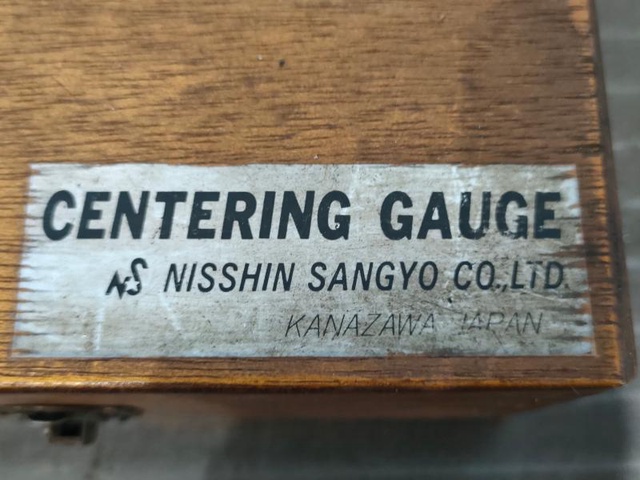 CENTERING GAUGE
NS NISSHIN SANGYO CO.,LTD.
KANAZAWA JAPAN